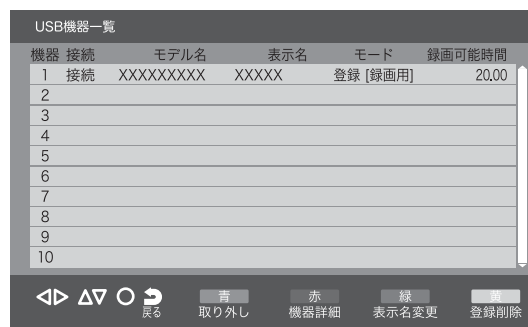 USB機器一覧
機器 接続 モデル名 表示名 モード 録画可能時間
1 接続 XXXXXXXXX XXXXX 登録 [録画用] 20.00
2
3
4
5
6
7
8
9
10
戻る 青 取り外し 赤 機器詳細 緑 表示名変更 黄 登録削除